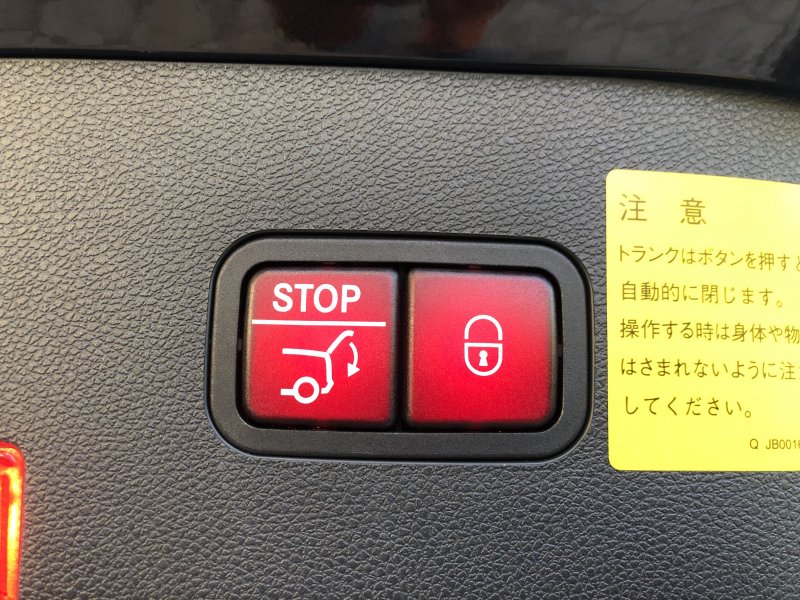 STOP
注 意
トランクはボタンを押すと
自動的に閉じます。
操作する時は身体や物
はさまれないように注
してください。
Q JB0016